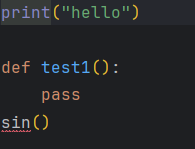 print("hello")
def test1():
    pass
sin()